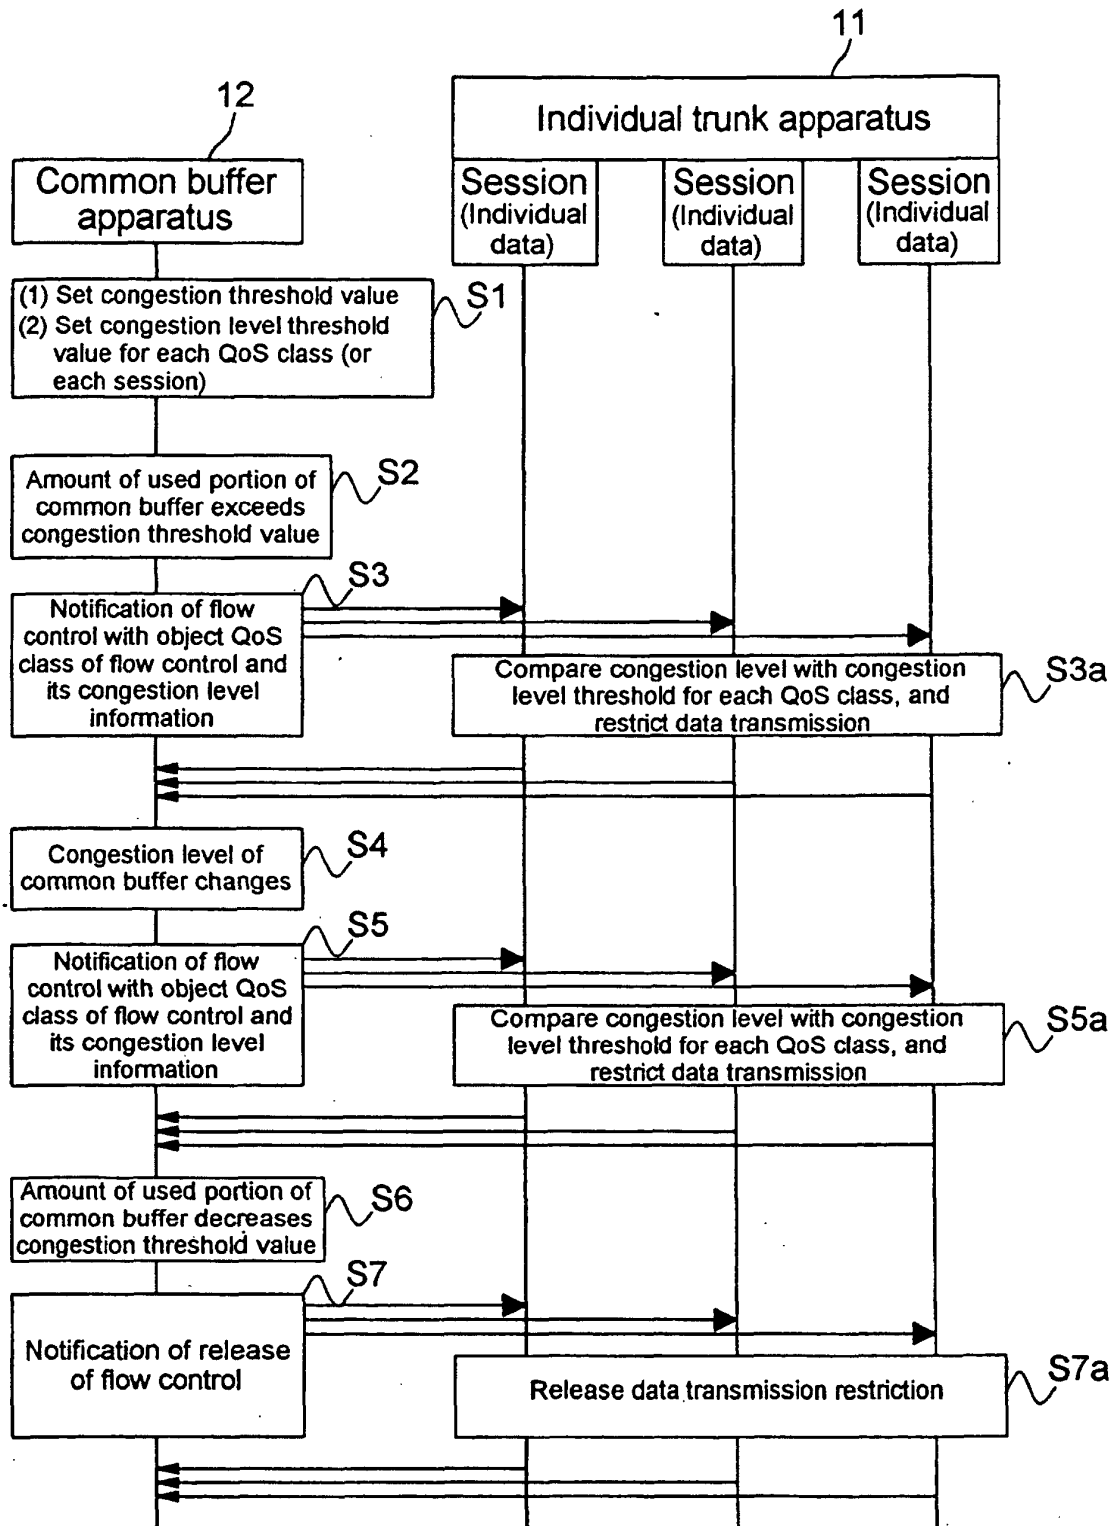 11
Individual trunk apparatus
12
Common buffer
apparatus
Session
(Individual
data)
Session
(Individual
data)
Session
(Individual
data)
(1) Set congestion threshold value
(2) Set congestion level threshold
value for each QoS class (or
each session)
S1
Amount of used portion of
common buffer exceeds
congestion threshold value
S2
Notification of flow
control with object QoS
class of flow control and
its congestion level
information
S3
Compare congestion level with congestion
level threshold for each QoS class, and
restrict data transmission
S3a
Congestion level of
common buffer changes
S4
Notification of flow
control with object QoS
class of flow control and
its congestion level
information
S5
Compare congestion level with congestion
level threshold for each QoS class, and
restrict data transmission
S5a
Amount of used portion of
common buffer decreases
congestion threshold value
S6
Notification of release
of flow control
S7
Release data transmission restriction
S7a